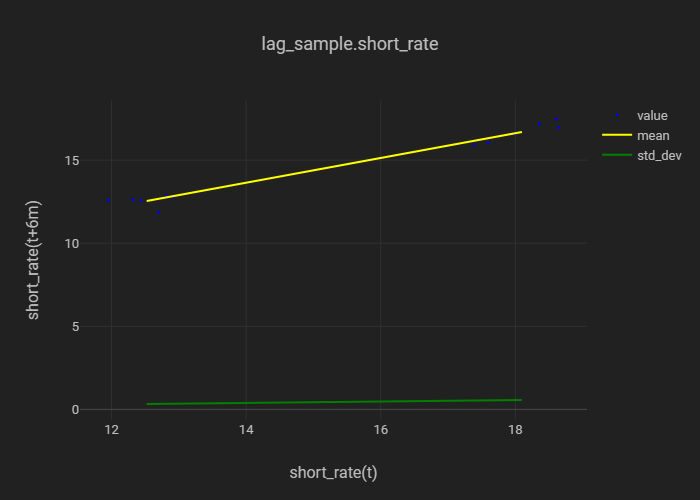 lag_sample.short_rate
value
mean
std_dev
15
10
5
0
short_rate(t+6m)
12
14
16
18
short_rate(t)